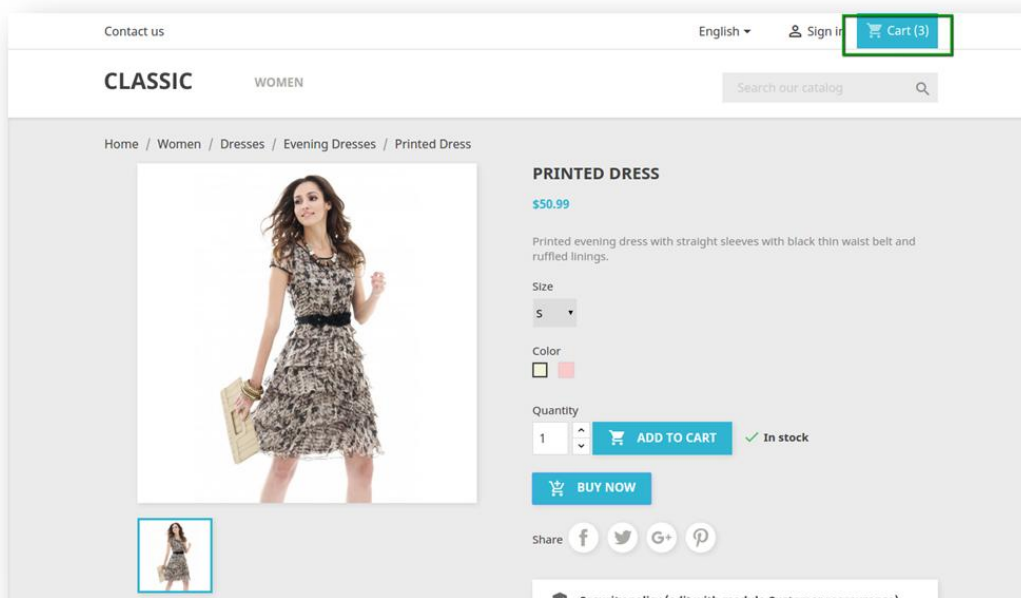 Contact us
English
Sign in
Cart (3)
CLASSIC
WOMEN
Search our catalog
Home / Women / Dresses / Evening Dresses / Printed Dress
PRINTED DRESS
$50.99
Printed evening dress with straight sleeves with black thin waist belt and
ruffled linings.
Size
S
Color
Quantity
1
ADD TO CART
In stock
BUY NOW
Share